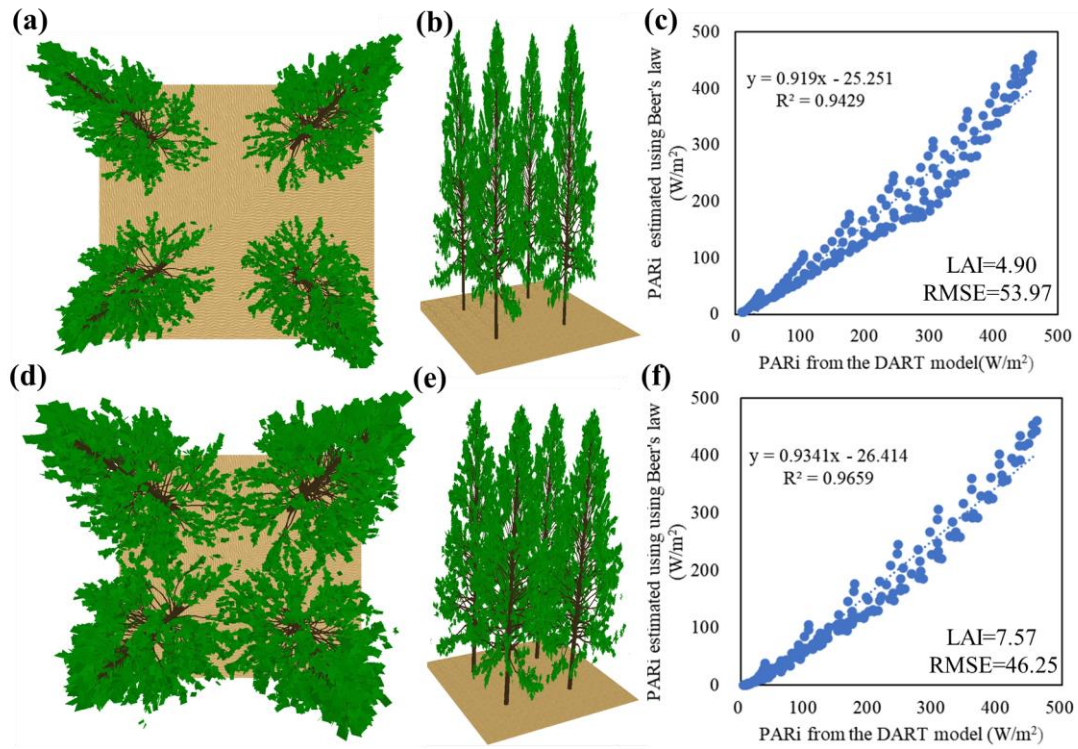 (a)
(b)
(c)
PARi estimated using Beer's law
(W/m²)
500
400
300
200
100
0
y = 0.919x - 25.251
R² = 0.9429
LAI=4.90
RMSE=53.97
0 100 200 300 400 500
PARi from the DART model(W/m²)
(d)
(e)
(f)
PARi estimated using using Beer's law
(W/m²)
500
400
300
200
100
0
y = 0.9341x - 26.414
R² = 0.9659
LAI=7.57
RMSE=46.25
0 100 200 300 400 500
PARi from the DART model (W/m²)